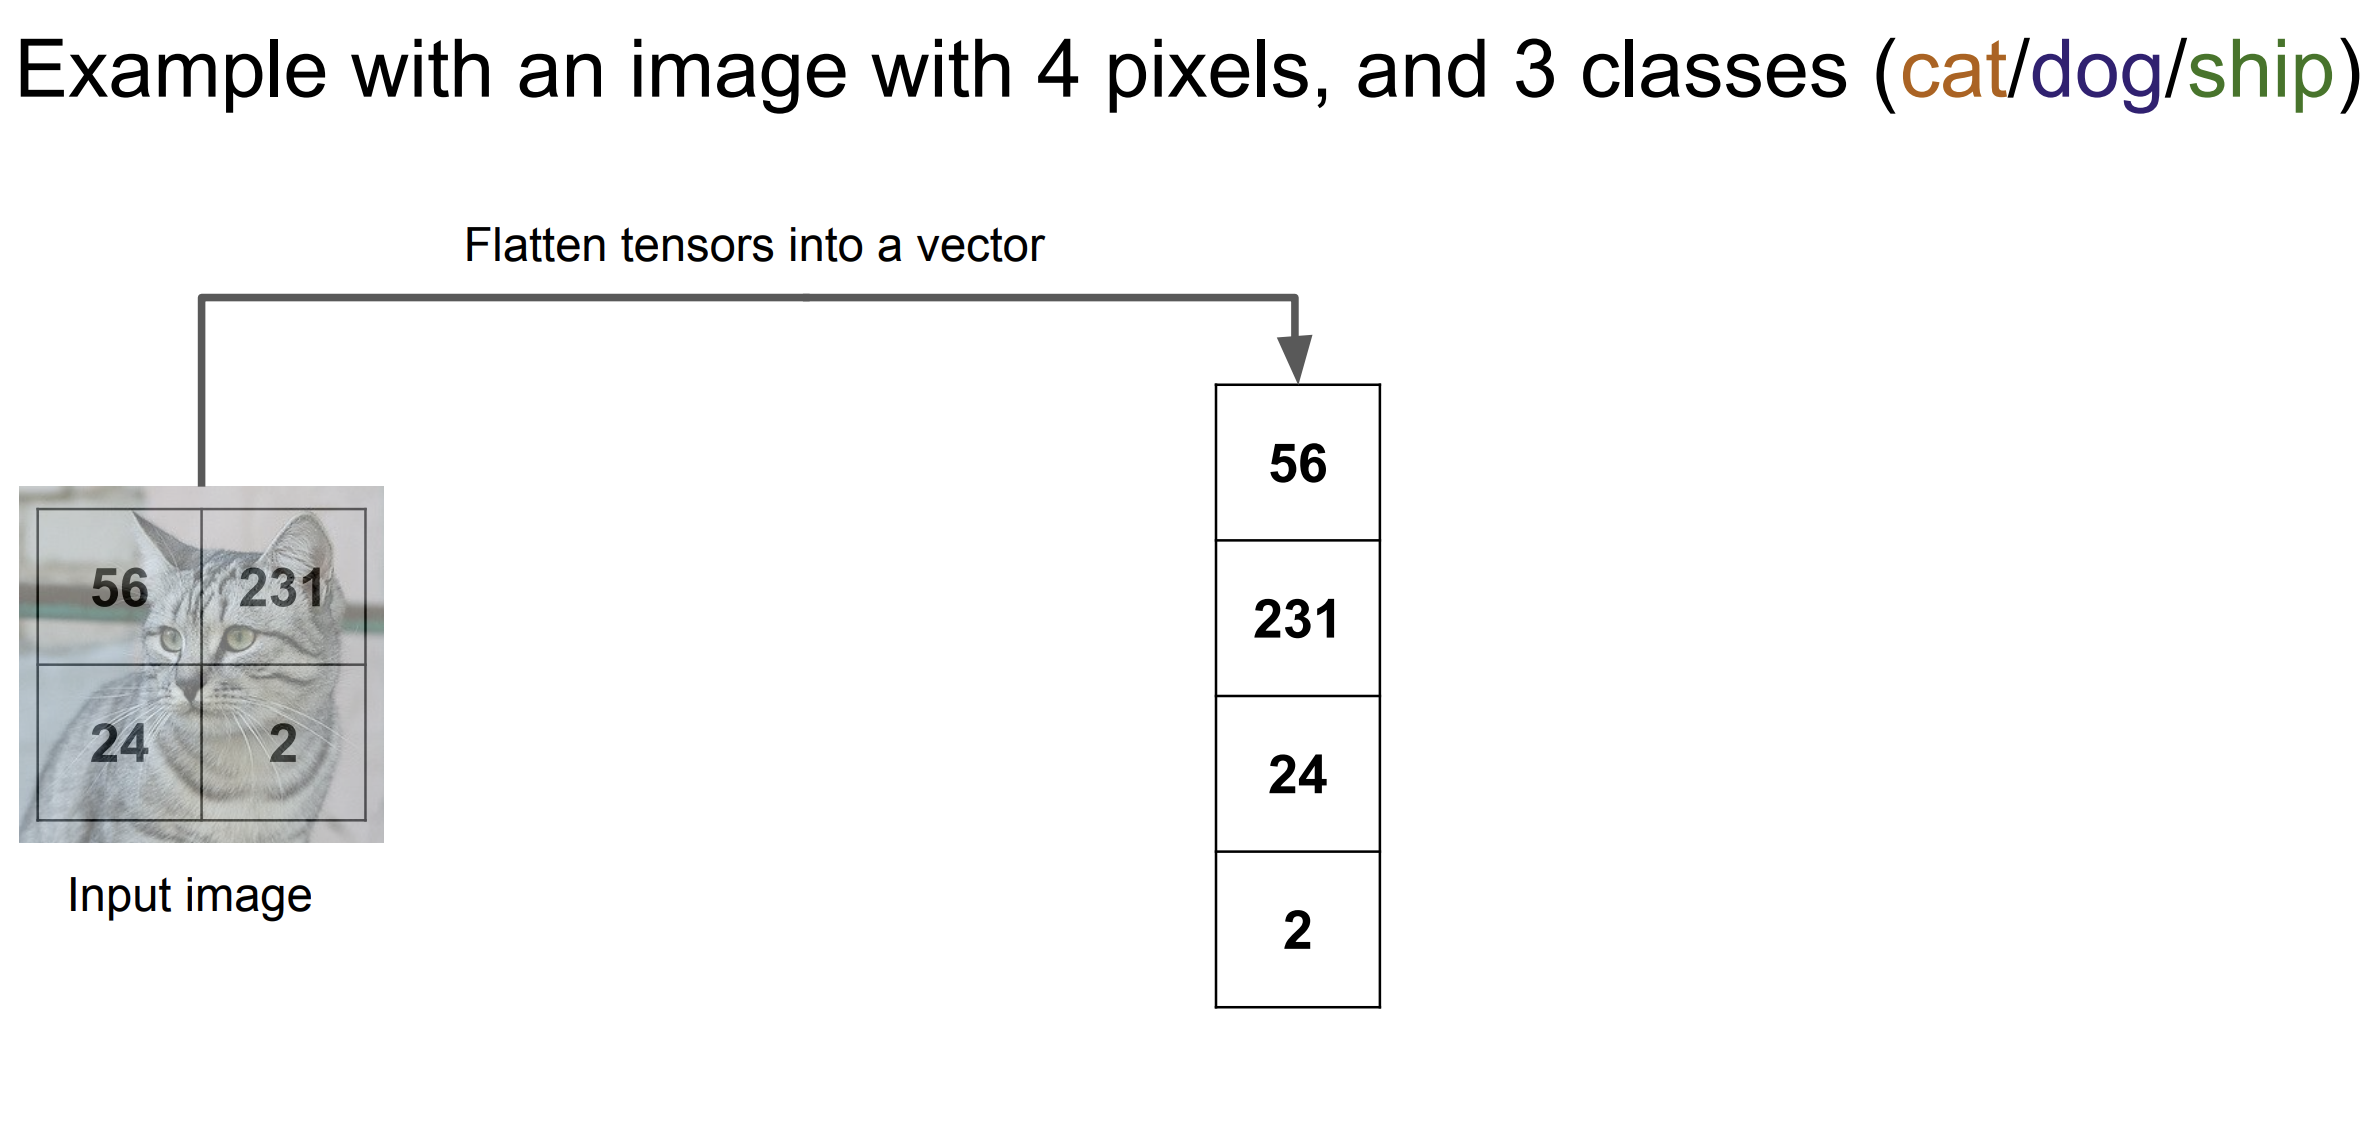 Example with an image with 4 pixels, and 3 classes (cat/dog/ship)
Flatten tensors into a vector
56 231
24 2
Input image
56
231
24
2